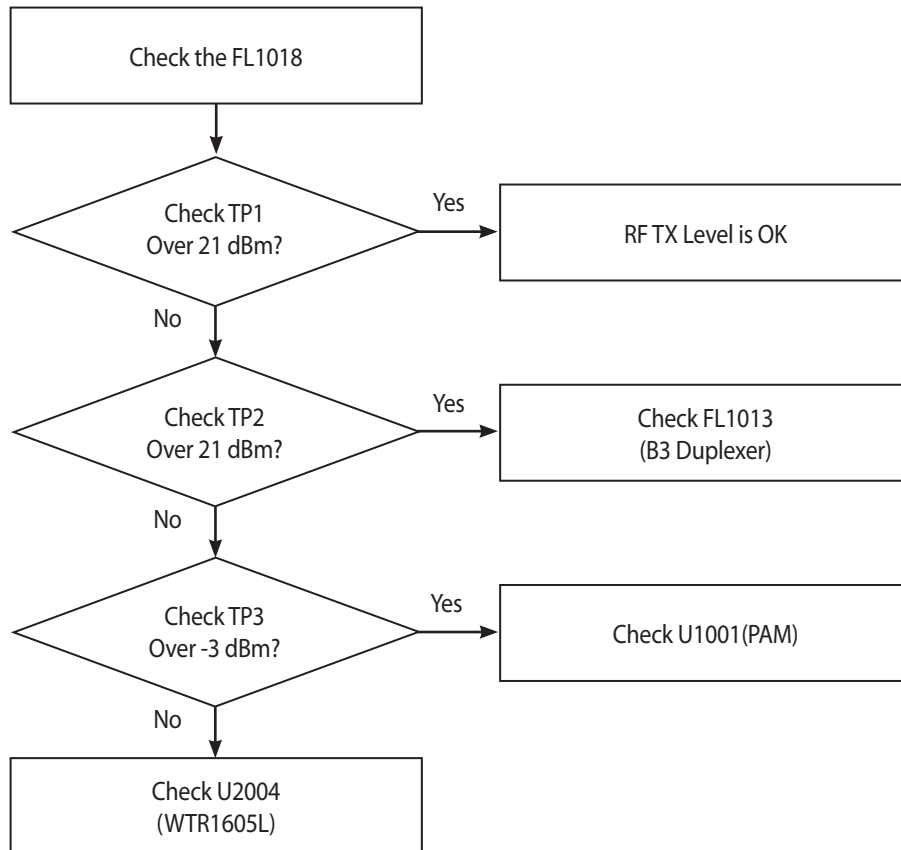 Check the FL1018
Check TP1
Over 21 dBm?
Yes
RF TX Level is OK
No
Check TP2
Over 21 dBm?
Yes
Check FL1013
(B3 Duplexer)
No
Check TP3
Over -3 dBm?
Yes
Check U1001(PAM)
No
Check U2004
(WTR1605L)